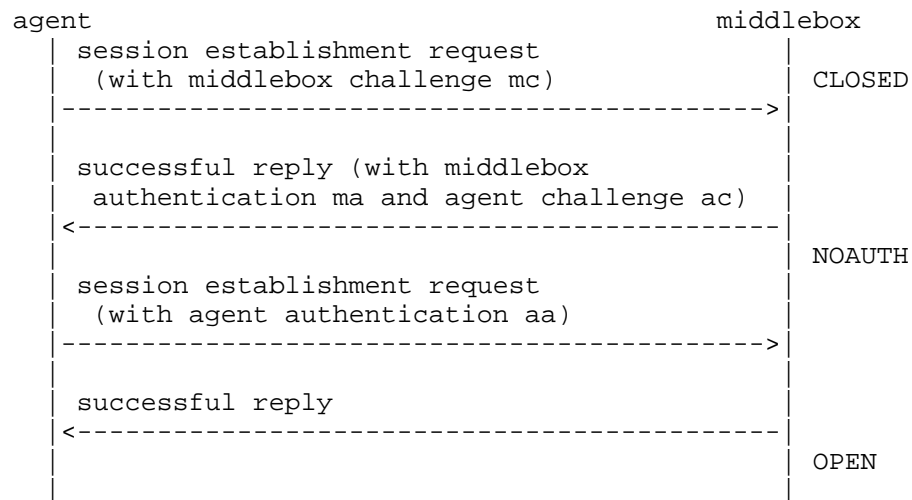 agent middlebox
session establishment request
(with middlebox challenge mc) CLOSED
successful reply (with middlebox
authentication ma and agent challenge ac)
NOAUTH
session establishment request
(with agent authentication aa)
successful reply
OPEN